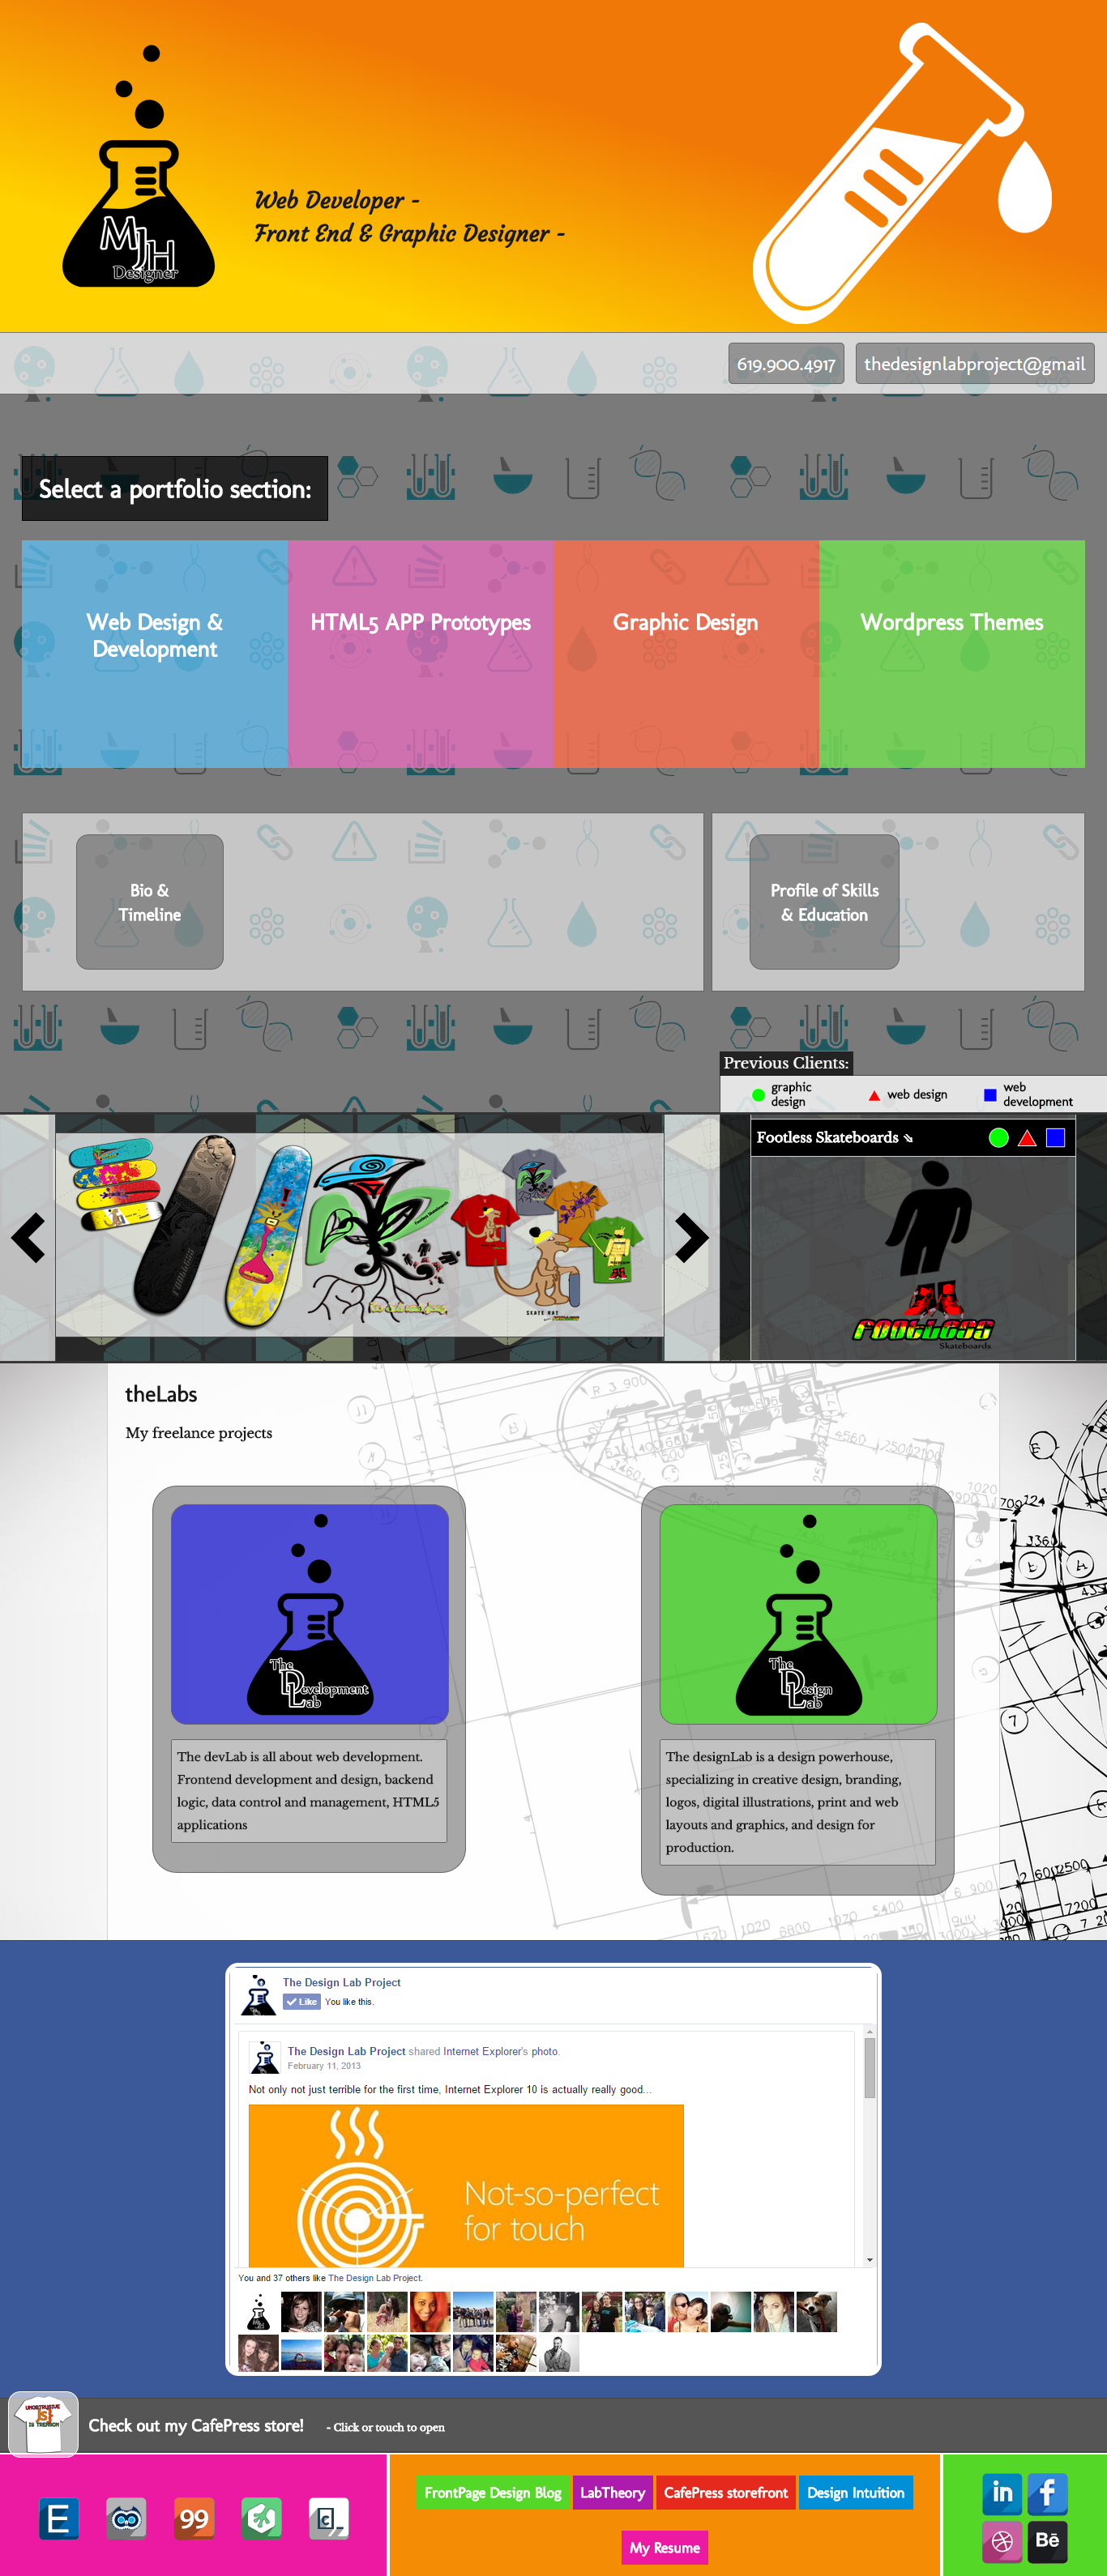 MJH
Designer
Web Developer -
Front End & Graphic Designer -
619.900.4917
thedesignlabproject@gmail
Select a portfolio section:
Web Design &
Development
HTML5 APP Prototypes
Graphic Design
Wordpress Themes
Bio &
Timeline
Profile of Skills
& Education
Previous Clients:
graphic
design
web design
web
development
Footless Skateboards
FOOTLESS
SKATE RAT
FOOTLESS
Skateboards
theLabs
My freelance projects
The
Development
Lab
The
Design
Lab
The devLab is all about web development.
Frontend development and design, backend
logic, data control and management, HTML5
applications
The designLab is a design powerhouse,
specializing in creative design, branding,
logos, digital illustrations, print and web
layouts and graphics, and design for
production.
The Design Lab Project
Like You like this.
The Design Lab Project shared Internet Explorer's photo.
February 11, 2013
Not only not just terrible for the first time, Internet Explorer 10 is actually really good...
Not-so-perfect
for touch
You and 37 others like The Design Lab Project.
Check out my CafePress store! - Click or touch to open
E
99
FrontPage Design Blog
LabTheory
CafePress storefront
Design Intuition
My Resume
in
f
Bē